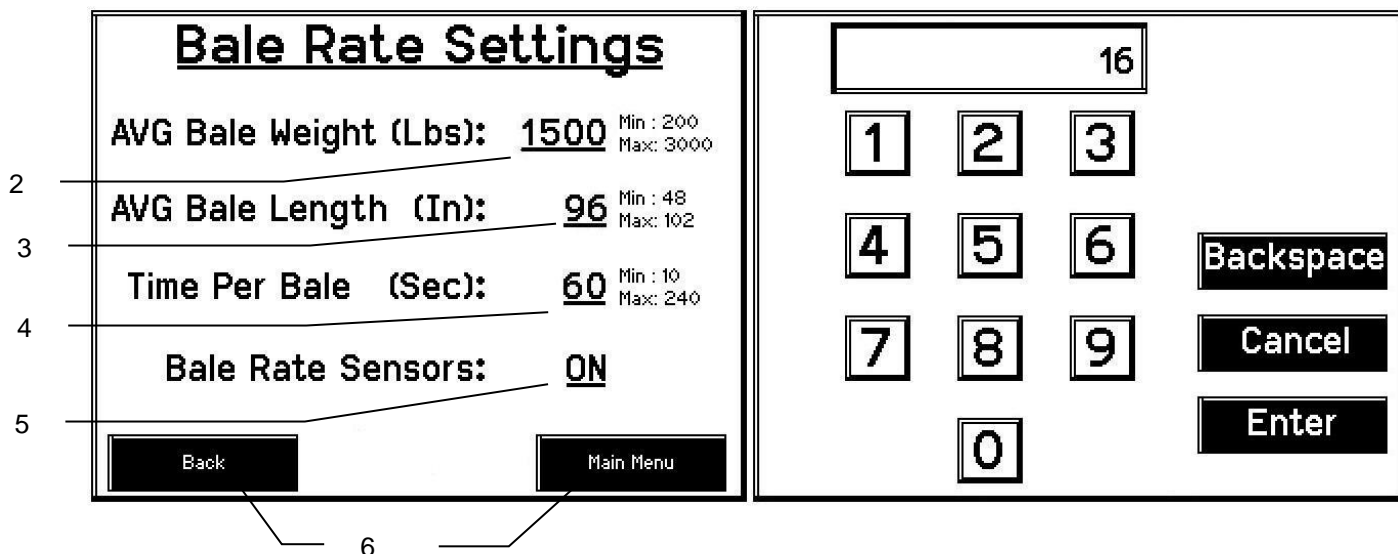 Bale Rate Settings
AVG Bale Weight (Lbs): 1500 Min : 200
Max: 3000
2
AVG Bale Length (In): 96 Min : 48
Max: 102
3
Time Per Bale (Sec): 60 Min : 10
Max: 240
4
Bale Rate Sensors: ON
5
Back Main Menu
6
16
1 2 3
4 5 6
Backspace
7 8 9
Cancel
Enter
0